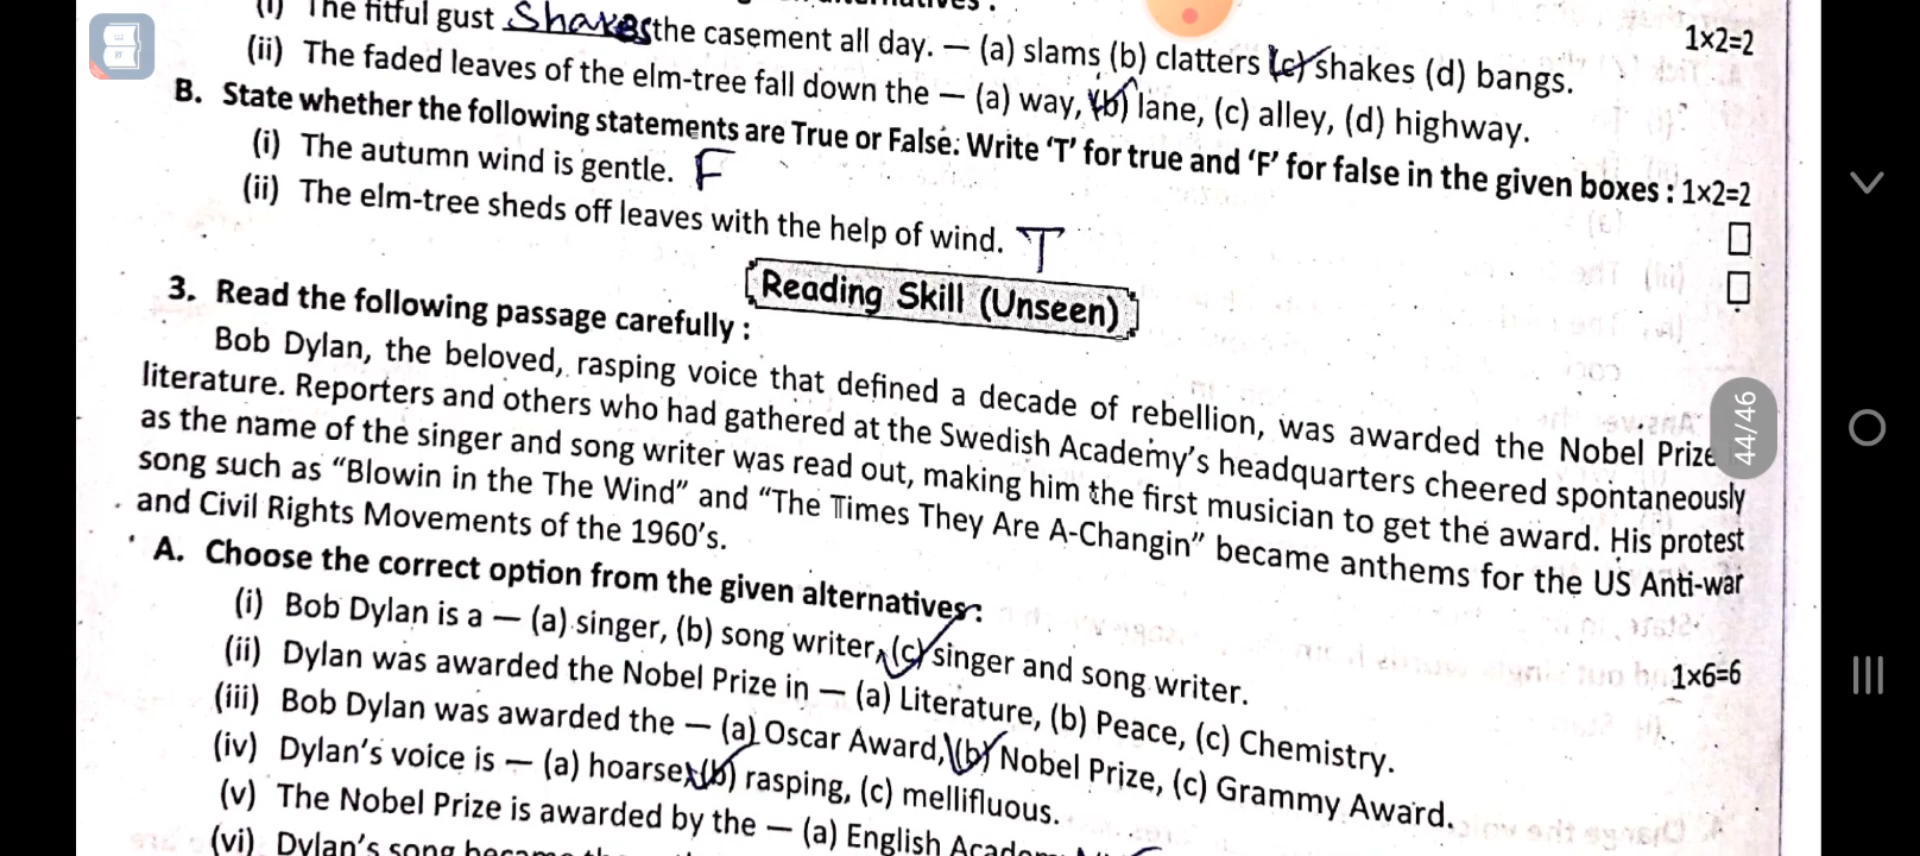 (i) The fitful gust Shakes the casement all day. — (a) slams (b) clatters (c) shakes (d) bangs.
1×2=2
(ii) The faded leaves of the elm-tree fall down the — (a) way, (b) lane, (c) alley, (d) highway.
B. State whether the following statements are True or False. Write 'T' for true and 'F' for false in the given boxes : 1×2=2
(i) The autumn wind is gentle. F
(ii) The elm-tree sheds off leaves with the help of wind. T
Reading Skill (Unseen)
3. Read the following passage carefully :
Bob Dylan, the beloved, rasping voice that defined a decade of rebellion, was awarded the Nobel Prize
literature. Reporters and others who had gathered at the Swedish Academy's headquarters cheered spontaneously
as the name of the singer and song writer was read out, making him the first musician to get the award. His protest
song such as "Blowin in the The Wind" and "The Times They Are A-Changin" became anthems for the US Anti-war
and Civil Rights Movements of the 1960's.
A. Choose the correct option from the given alternatives:
1×6=6
(i) Bob Dylan is a — (a) singer, (b) song writer, (c) singer and song writer.
(ii) Dylan was awarded the Nobel Prize in — (a) Literature, (b) Peace, (c) Chemistry.
(iii) Bob Dylan was awarded the — (a) Oscar Award, (b) Nobel Prize, (c) Grammy Award.
(iv) Dylan's voice is — (a) hoarse, (b) rasping, (c) mellifluous.
(v) The Nobel Prize is awarded by the — (a) English
(vi) Dylan's song
44/46